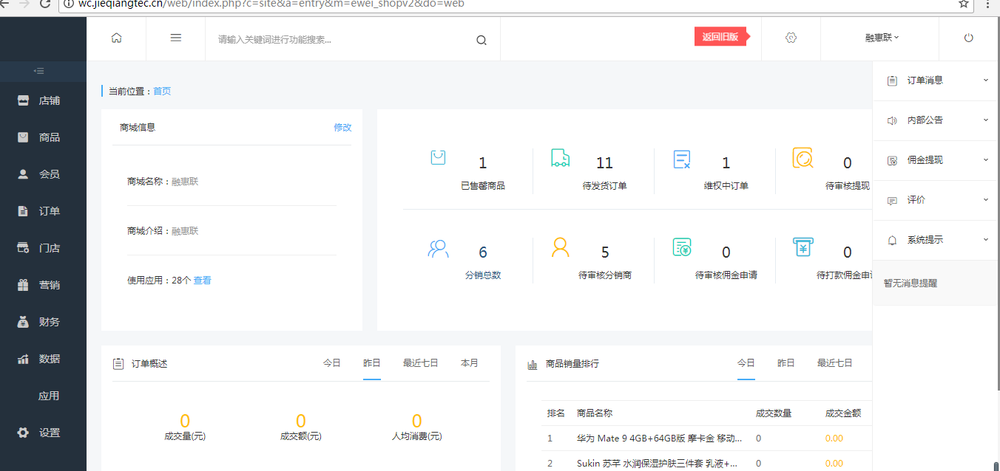 wc.jieqiangtec.cn/web/index.php?c=site&a=entry&m=ewei_shopv2&do=web
请输入关键词进行功能搜索...
返回旧版
融惠联
店铺
商品
会员
订单
门店
营销
财务
数据
应用
设置
当前位置：首页
商城信息 修改
商城名称：融惠联
商城介绍：融惠联
使用应用：28个 查看
1 11 1 0
已售罄商品 待发货订单 维权中订单 待审核提现
6 5 0 0
分销总数 待审核分销商 待审核佣金申请 待打款佣金申
订单消息
内部公告
佣金提现
评价
系统提示
暂无消息提醒
订单概述 今日 昨日 最近七日 本月
0 0 0
成交量(元) 成交额(元) 人均消费(元)
商品销量排行 今日 昨日 最近七日
排名 商品名称 成交数量 成交金额
1 华为 Mate 9 4GB+64GB版 摩卡金 移动... 0 0.00
2 Sukin 苏芊 水润保湿护肤三件套 乳液+... 0 0.00